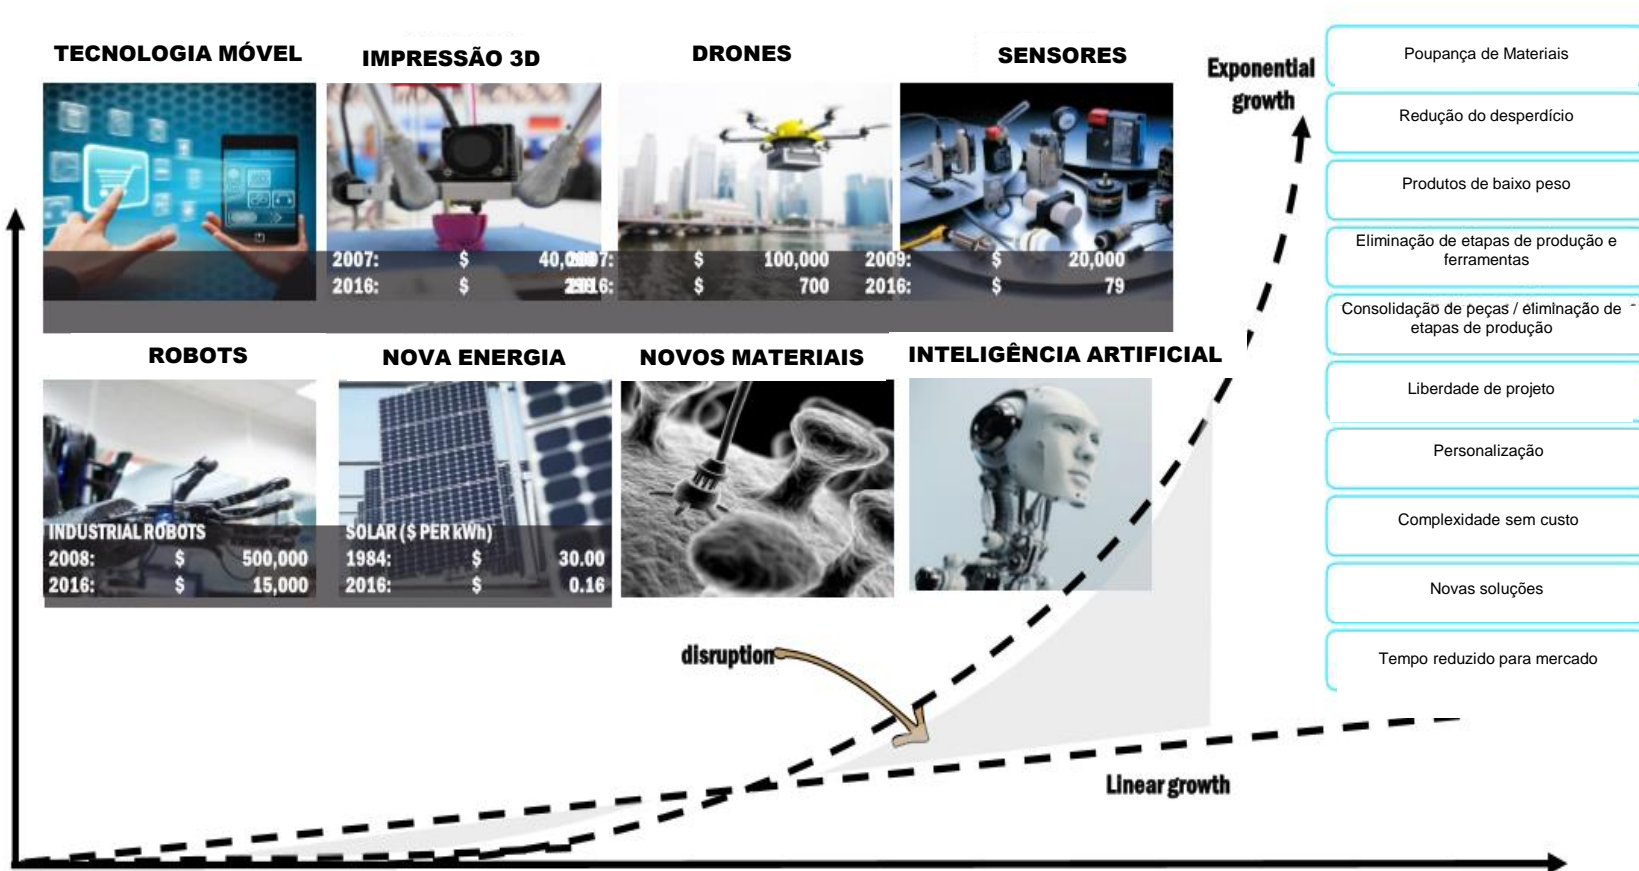 TECNOLOGIA MÓVEL
IMPRESSÃO 3D
DRONES
SENSORES
2007: $
2016: $
$ 100,000
$ 700
2009: $ 20,000
2016: $ 79
ROBOTS
NOVA ENERGIA
NOVOS MATERIAIS
INTELIGÊNCIA ARTIFICIAL
INDUSTRIAL ROBOTS
2008: $ 500,000
2016: $ 15,000
SOLAR ($ PER kWh)
1984: $ 30.00
2016: $ 0.16
disruption
Exponential
growth
Linear growth
Poupança de Materiais
Redução do desperdício
Produtos de baixo peso
Eliminação de etapas de produção e
ferramentas
Consolidação de peças / eliminação de
etapas de produção
Liberdade de projeto
Personalização
Complexidade sem custo
Novas soluções
Tempo reduzido para mercado